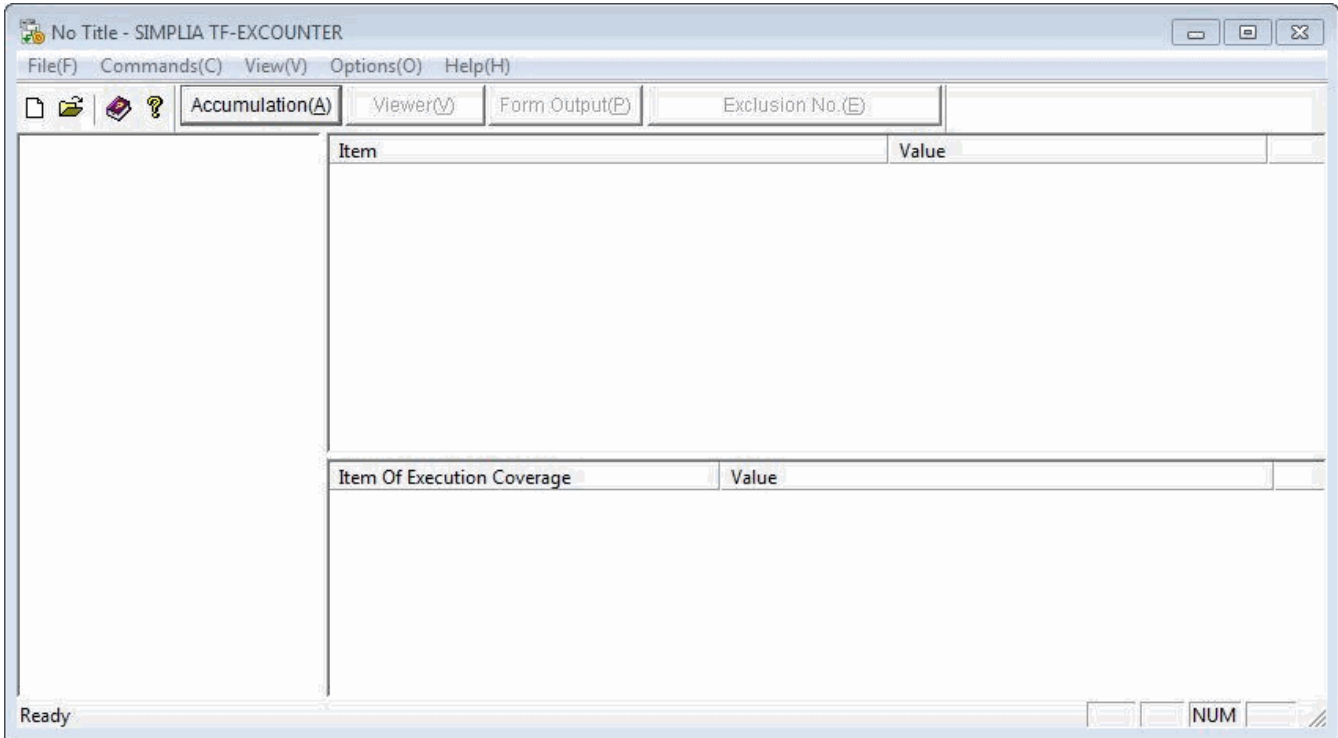 No Title - SIMPLIA TF-EXCOUNTER
File(F) Commands(C) View(V) Options(O) Help(H)
Accumulation(A) Viewer(V) Form Output(P) Exclusion No.(E)
Item Value
Item Of Execution Coverage Value
Ready NUM